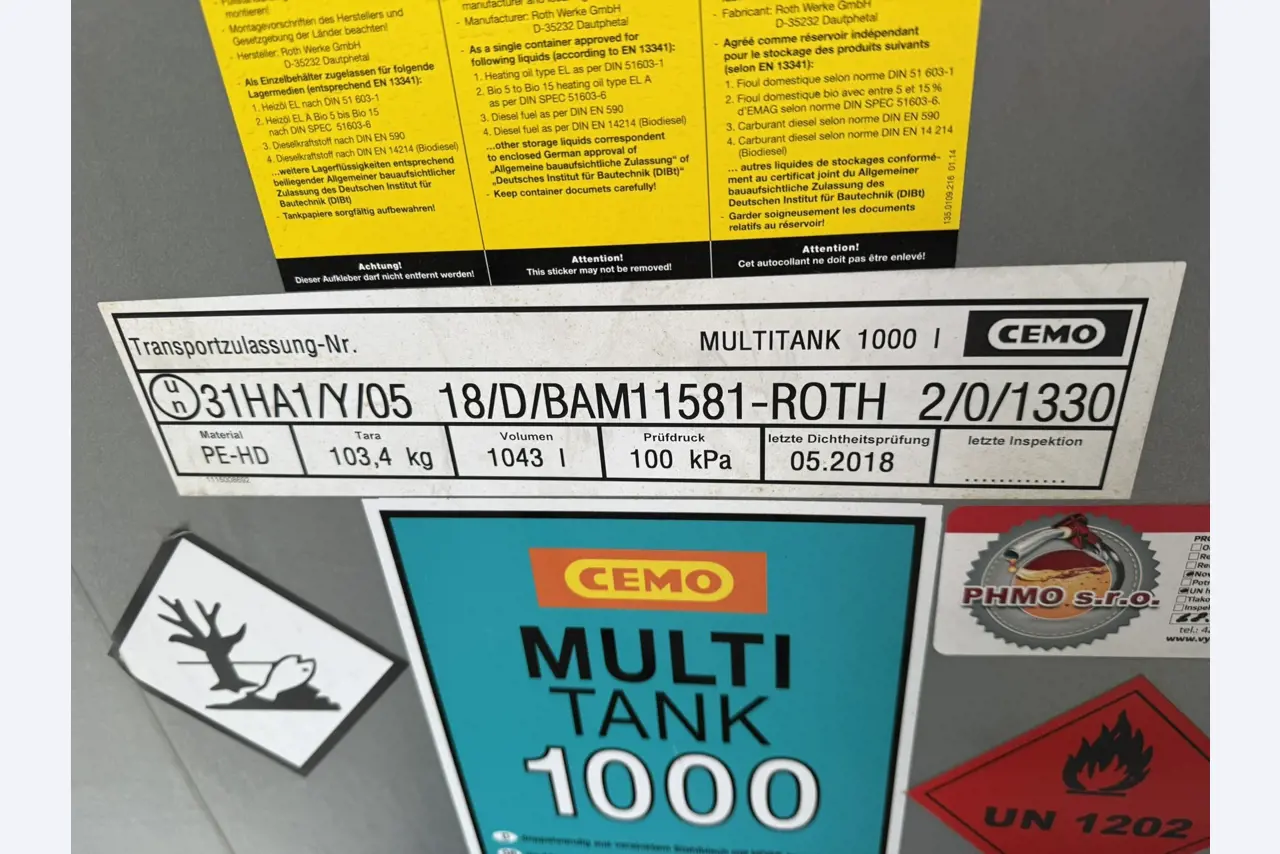 montieren!
- Montagevorschriften des Herstellers und
Gesetzgebung der Länder beachten!
- Hersteller: Roth Werke GmbH
D-35232 Dautphetal
- Als Einzelbehälter zugelassen für folgende
Lagermedien (entsprechend EN 13341):
1. Heizöl EL nach DIN 51 603-1
2. Heizöl EL A Bio 5 bis Bio 15
nach DIN SPEC 51603-6
3. Dieselkraftstoff nach DIN EN 590
4. Dieselkraftstoff nach DIN EN 14214 (Biodiesel)
...weitere Lagerflüssigkeiten entsprechend
beiliegender Allgemeiner bauaufsichtlicher
Zulassung des Deutschen Institut für
Bautechnik (DIBt)
- Tankpapiere sorgfältig aufbewahren!
Achtung!
Dieser Aufkleber darf nicht entfernt werden!
- Manufacturer: Roth Werke GmbH
D-35232 Dautphetal
- As a single container approved for
following liquids (according to EN 13341):
1. Heating oil type EL as per DIN 51603-1
2. Bio 5 to Bio 15 heating oil type EL A
as per DIN SPEC 51603-6
3. Diesel fuel as per DIN EN 590
4. Diesel fuel as per DIN EN 14214 (Biodiesel)
...other storage liquids correspondent
to enclosed German approval of
„Allgemeine bauaufsichtliche Zulassung" of
„Deutsches Institut für Bautechnik (DIBt)"
- Keep container documets carefully!
Attention!
This sticker may not be removed!
- Fabricant: Roth Werke GmbH
D-35232 Dautphetal
- Agréé comme réservoir indépendant
pour le stockage des produits suivants
(selon EN 13341):
1. Fioul domestique selon norme DIN 51 603-1
2. Fioul domestique bio avec entre 5 et 15 %
d'EMAG selon norme DIN SPEC 51603-6.
3. Carburant diesel selon norme DIN EN 590
4. Carburant diesel selon norme DIN EN 14 214
(Biodiesel)
... autres liquides de stockages conformé-
ment au certificat joint du Allgemeiner
bauaufsichtliche Zulassung des
Deutschen Institut für Bautechnik (DIBt)
- Garder soigneusement les documents
relatifs au réservoir!
135.0109.216 01.14
Attention!
Cet autocollant ne doit pas être enlevé!
Transportzulassung-Nr. MULTITANK 1000 l CEMO
un 31HA1/Y/05 18/D/BAM11581-ROTH 2/0/1330
Material Tara Volumen Prüfdruck letzte Dichtheitsprüfung letzte Inspektion
PE-HD 103,4 kg 1043 l 100 kPa 05.2018 ............
1115008692
CEMO
MULTI
TANK
1000
PHMO s.r.o.
UN h
tel.: 4
www.vy
UN 1202